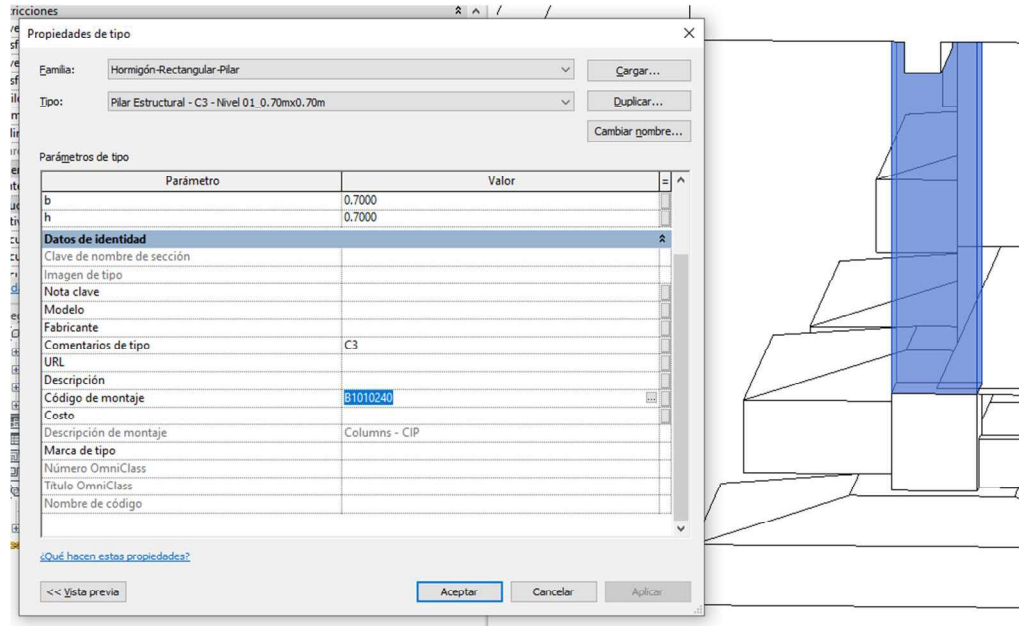 ricciones
Propiedades de tipo
Familia: Hormigón-Rectangular-Pilar Cargar...
Tipo: Pilar Estructural - C3 - Nivel 01_0.70mx0.70m Duplicar...
Cambiar nombre...
Parámetros de tipo
Parámetro Valor =
b 0.7000
h 0.7000
Datos de identidad
Clave de nombre de sección
Imagen de tipo
Nota clave
Modelo
Fabricante
Comentarios de tipo C3
URL
Descripción
Código de montaje B1010240 ...
Costo
Descripción de montaje Columns - CIP
Marca de tipo
Número OmniClass
Título OmniClass
Nombre de código
¿Qué hacen estas propiedades?
<< Vista previa Aceptar Cancelar Aplicar